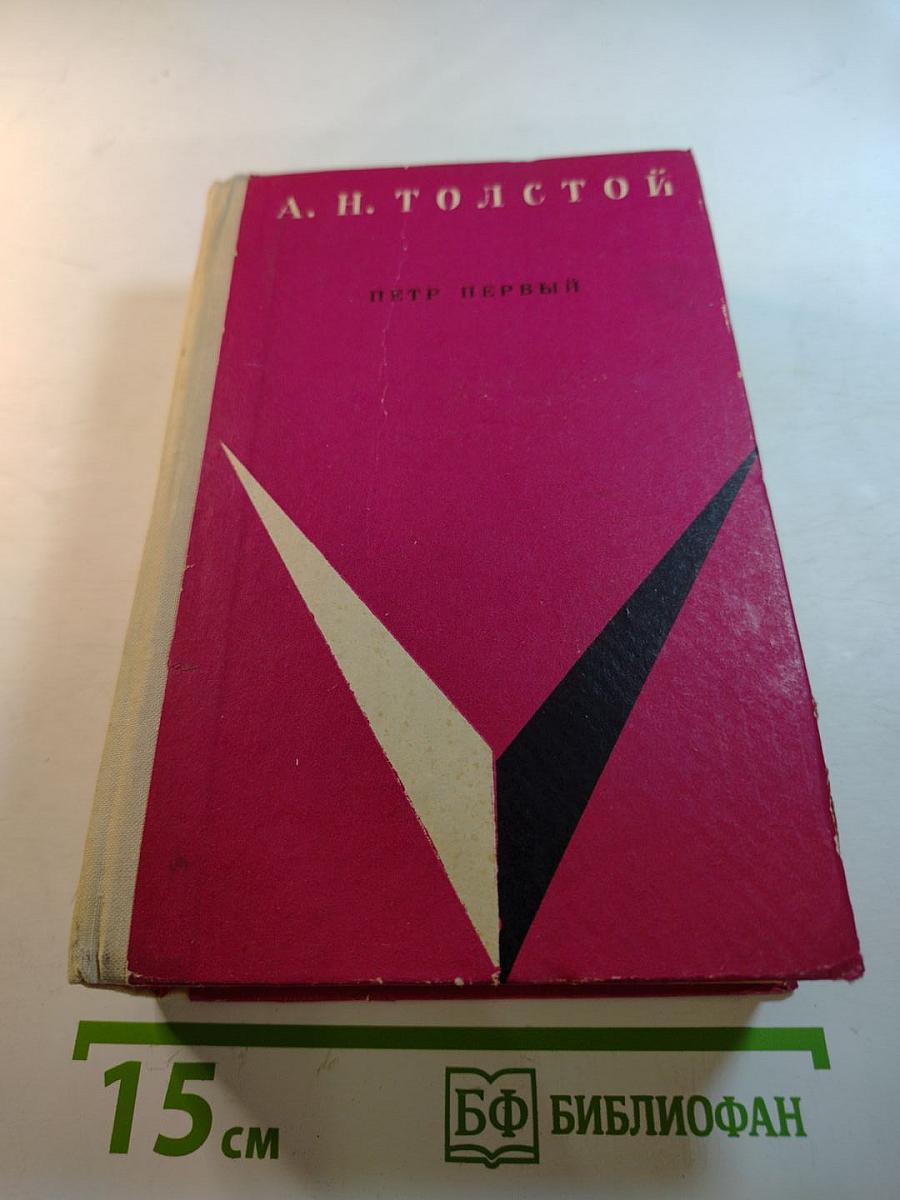 А. Н. ТОЛСТОЙ
ПЕТР ПЕРВЫЙ
15 см
БФ БИБЛИОФАН